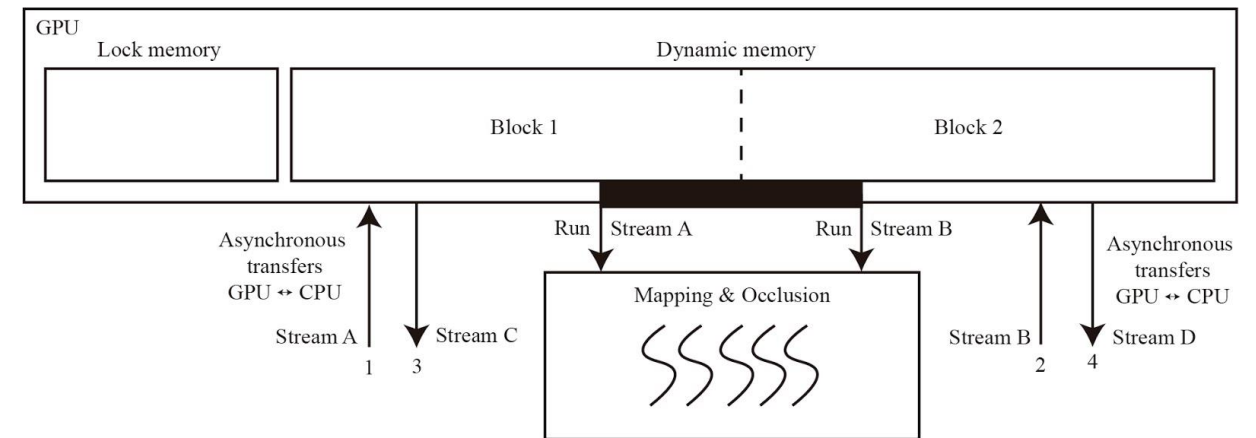 GPU
Lock memory
Dynamic memory
Block 1
Block 2
Run
Stream A
Run
Stream B
Asynchronous
transfers
GPU ↔ CPU
Stream A
1
3
Stream C
Mapping & Occlusion
Asynchronous
transfers
GPU ↔ CPU
Stream B
2
4
Stream D